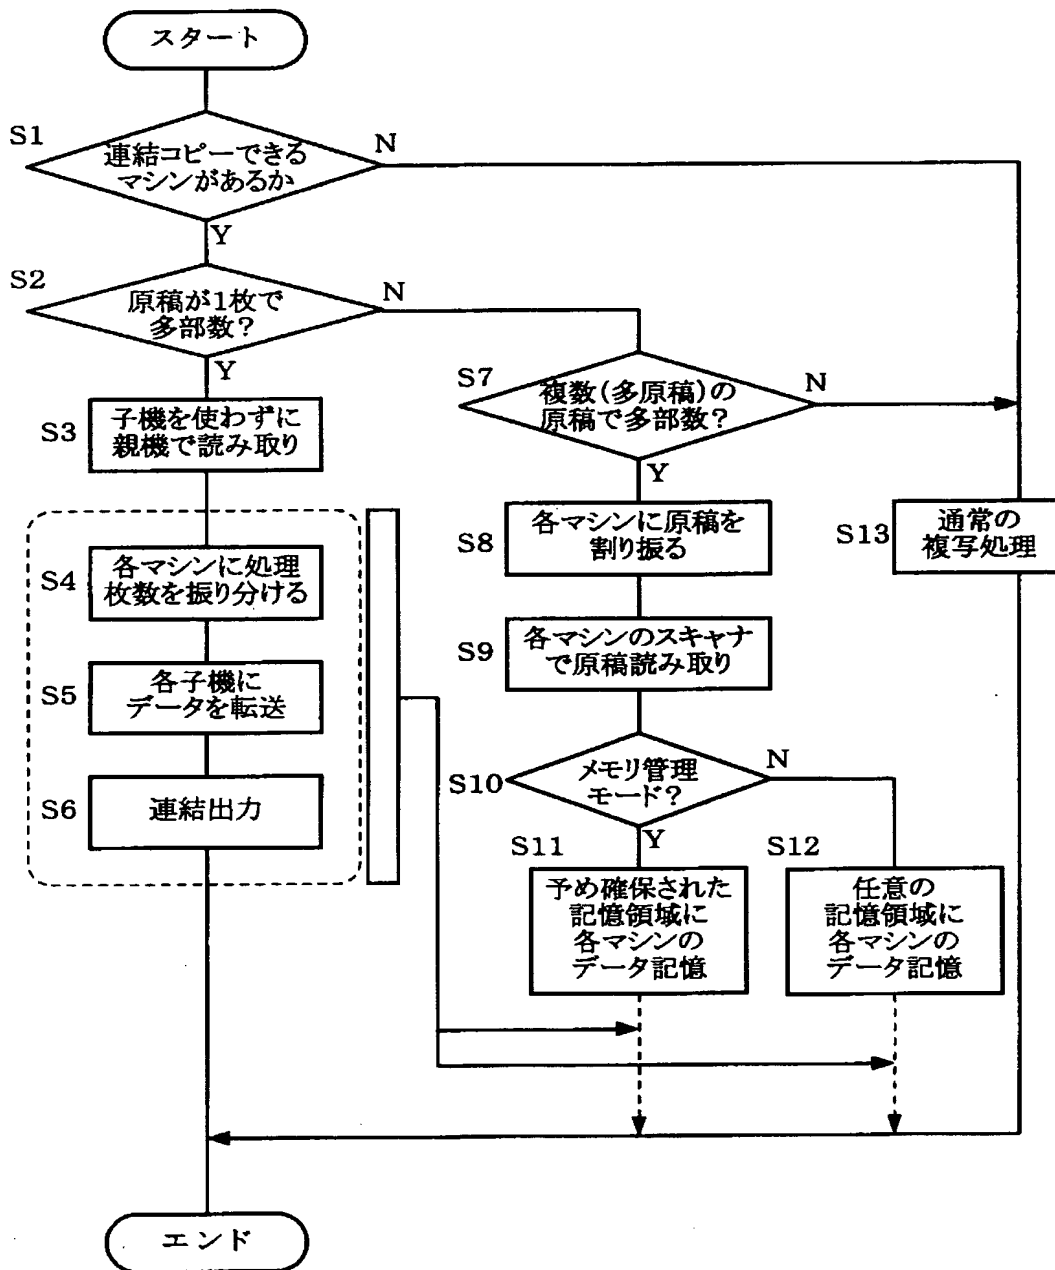 スタート
S1
連結コピーできる
マシンがあるか
N
Y
S2
原稿が1枚で
多部数?
N
Y
S3
子機を使わずに
親機で読み取り
S4
各マシンに処理
枚数を振り分ける
S5
各子機に
データを転送
S6
連結出力
S7
複数(多原稿)の
原稿で多部数?
N
Y
S8
各マシンに原稿を
割り振る
S9
各マシンのスキャナ
で原稿読み取り
S10
メモリ管理
モード?
N
Y
S11
予め確保された
記憶領域に
各マシンの
データ記憶
S12
任意の
記憶領域に
各マシンの
データ記憶
S13
通常の
複写処理
エンド